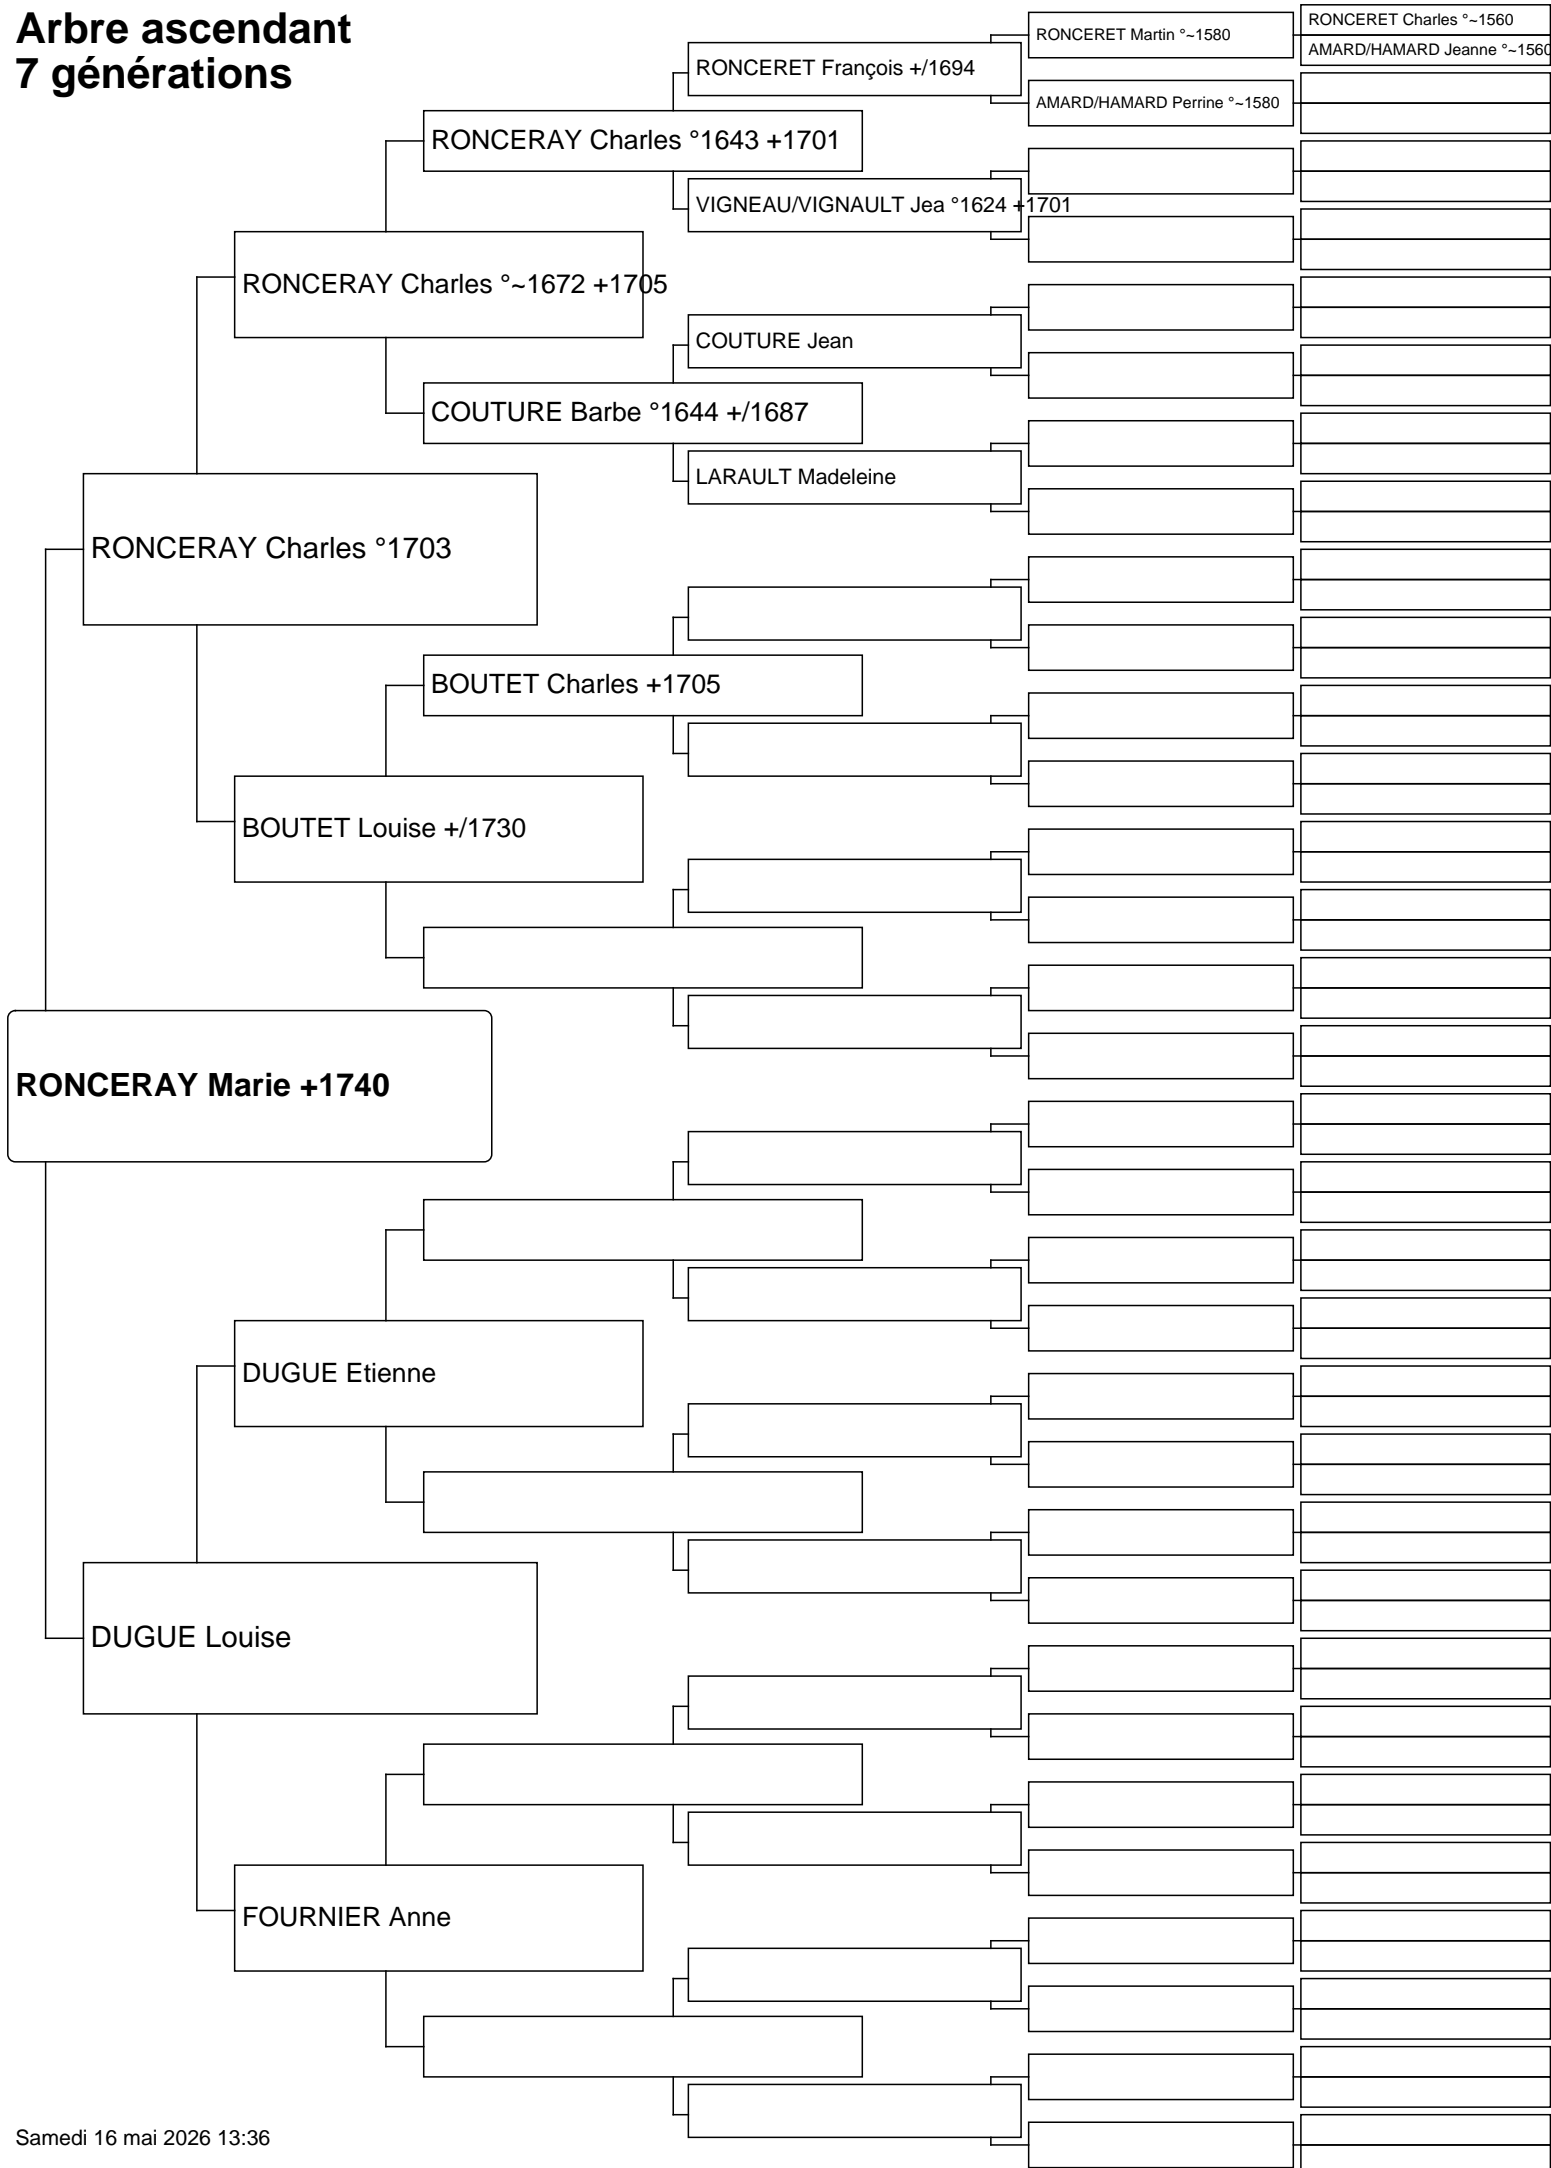 Arbre ascendant
7 générations
RONCERET Charles °~1560
RONCERET Martin °~1580
AMARD/HAMARD Jeanne °~1560
RONCERET François +/1694
AMARD/HAMARD Perrine °~1580
RONCERAY Charles °1643 +1701
VIGNEAU/VIGNAULT Jea °1624 +1701
RONCERAY Charles °~1672 +1705
COUTURE Jean
COUTURE Barbe °1644 +/1687
LARAULT Madeleine
RONCERAY Charles °1703
BOUTET Charles +1705
BOUTET Louise +/1730
RONCERAY Marie +1740
DUGUE Etienne
DUGUE Louise
FOURNIER Anne
Samedi 16 mai 2026 13:36